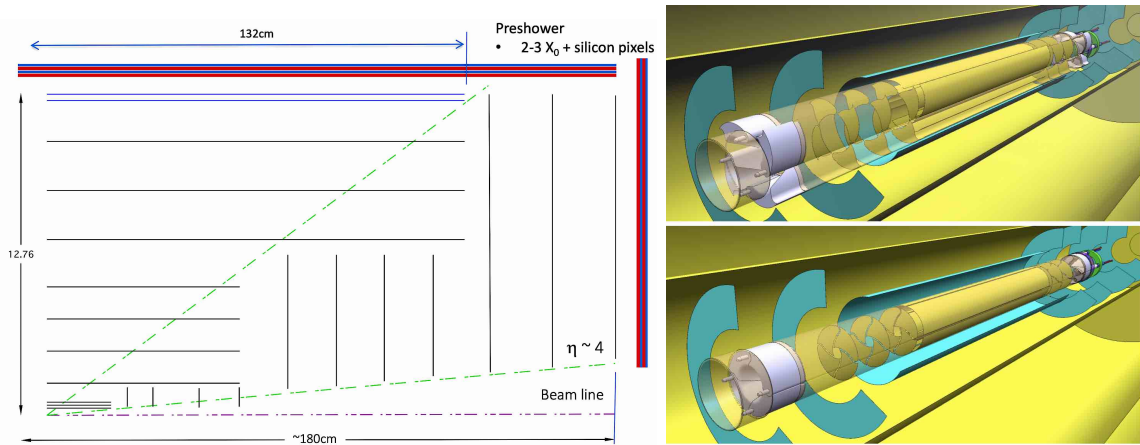 132cm
Preshower
• 2-3 X₀ + silicon pixels
12.76
η ~ 4
Beam line
~180cm